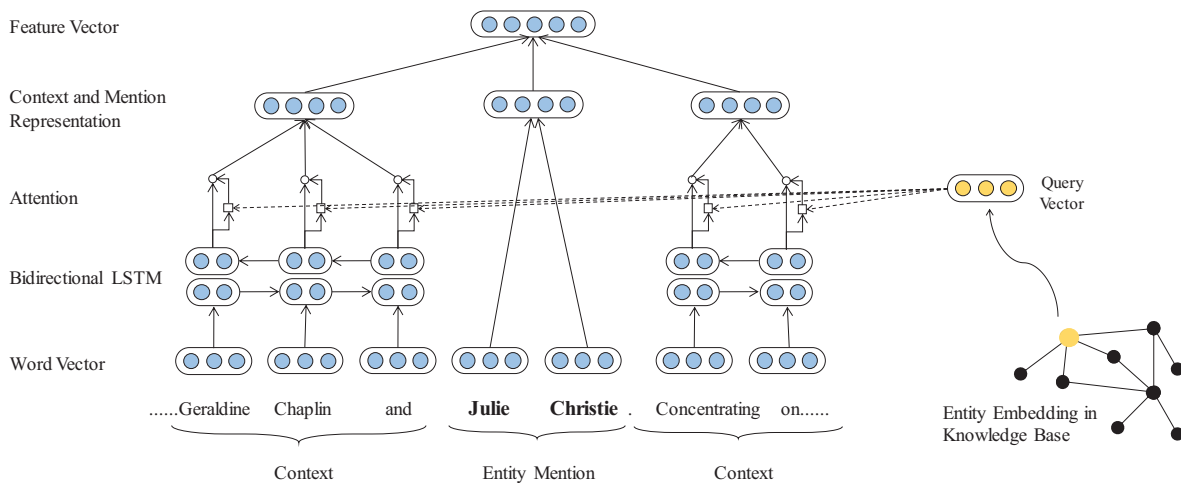 Feature Vector
Context and Mention
Representation
Attention
Query
Vector
Bidirectional LSTM
Word Vector
......Geraldine Chaplin and Julie Christie . Concentrating on......
Entity Embedding in
Knowledge Base
Context Entity Mention Context